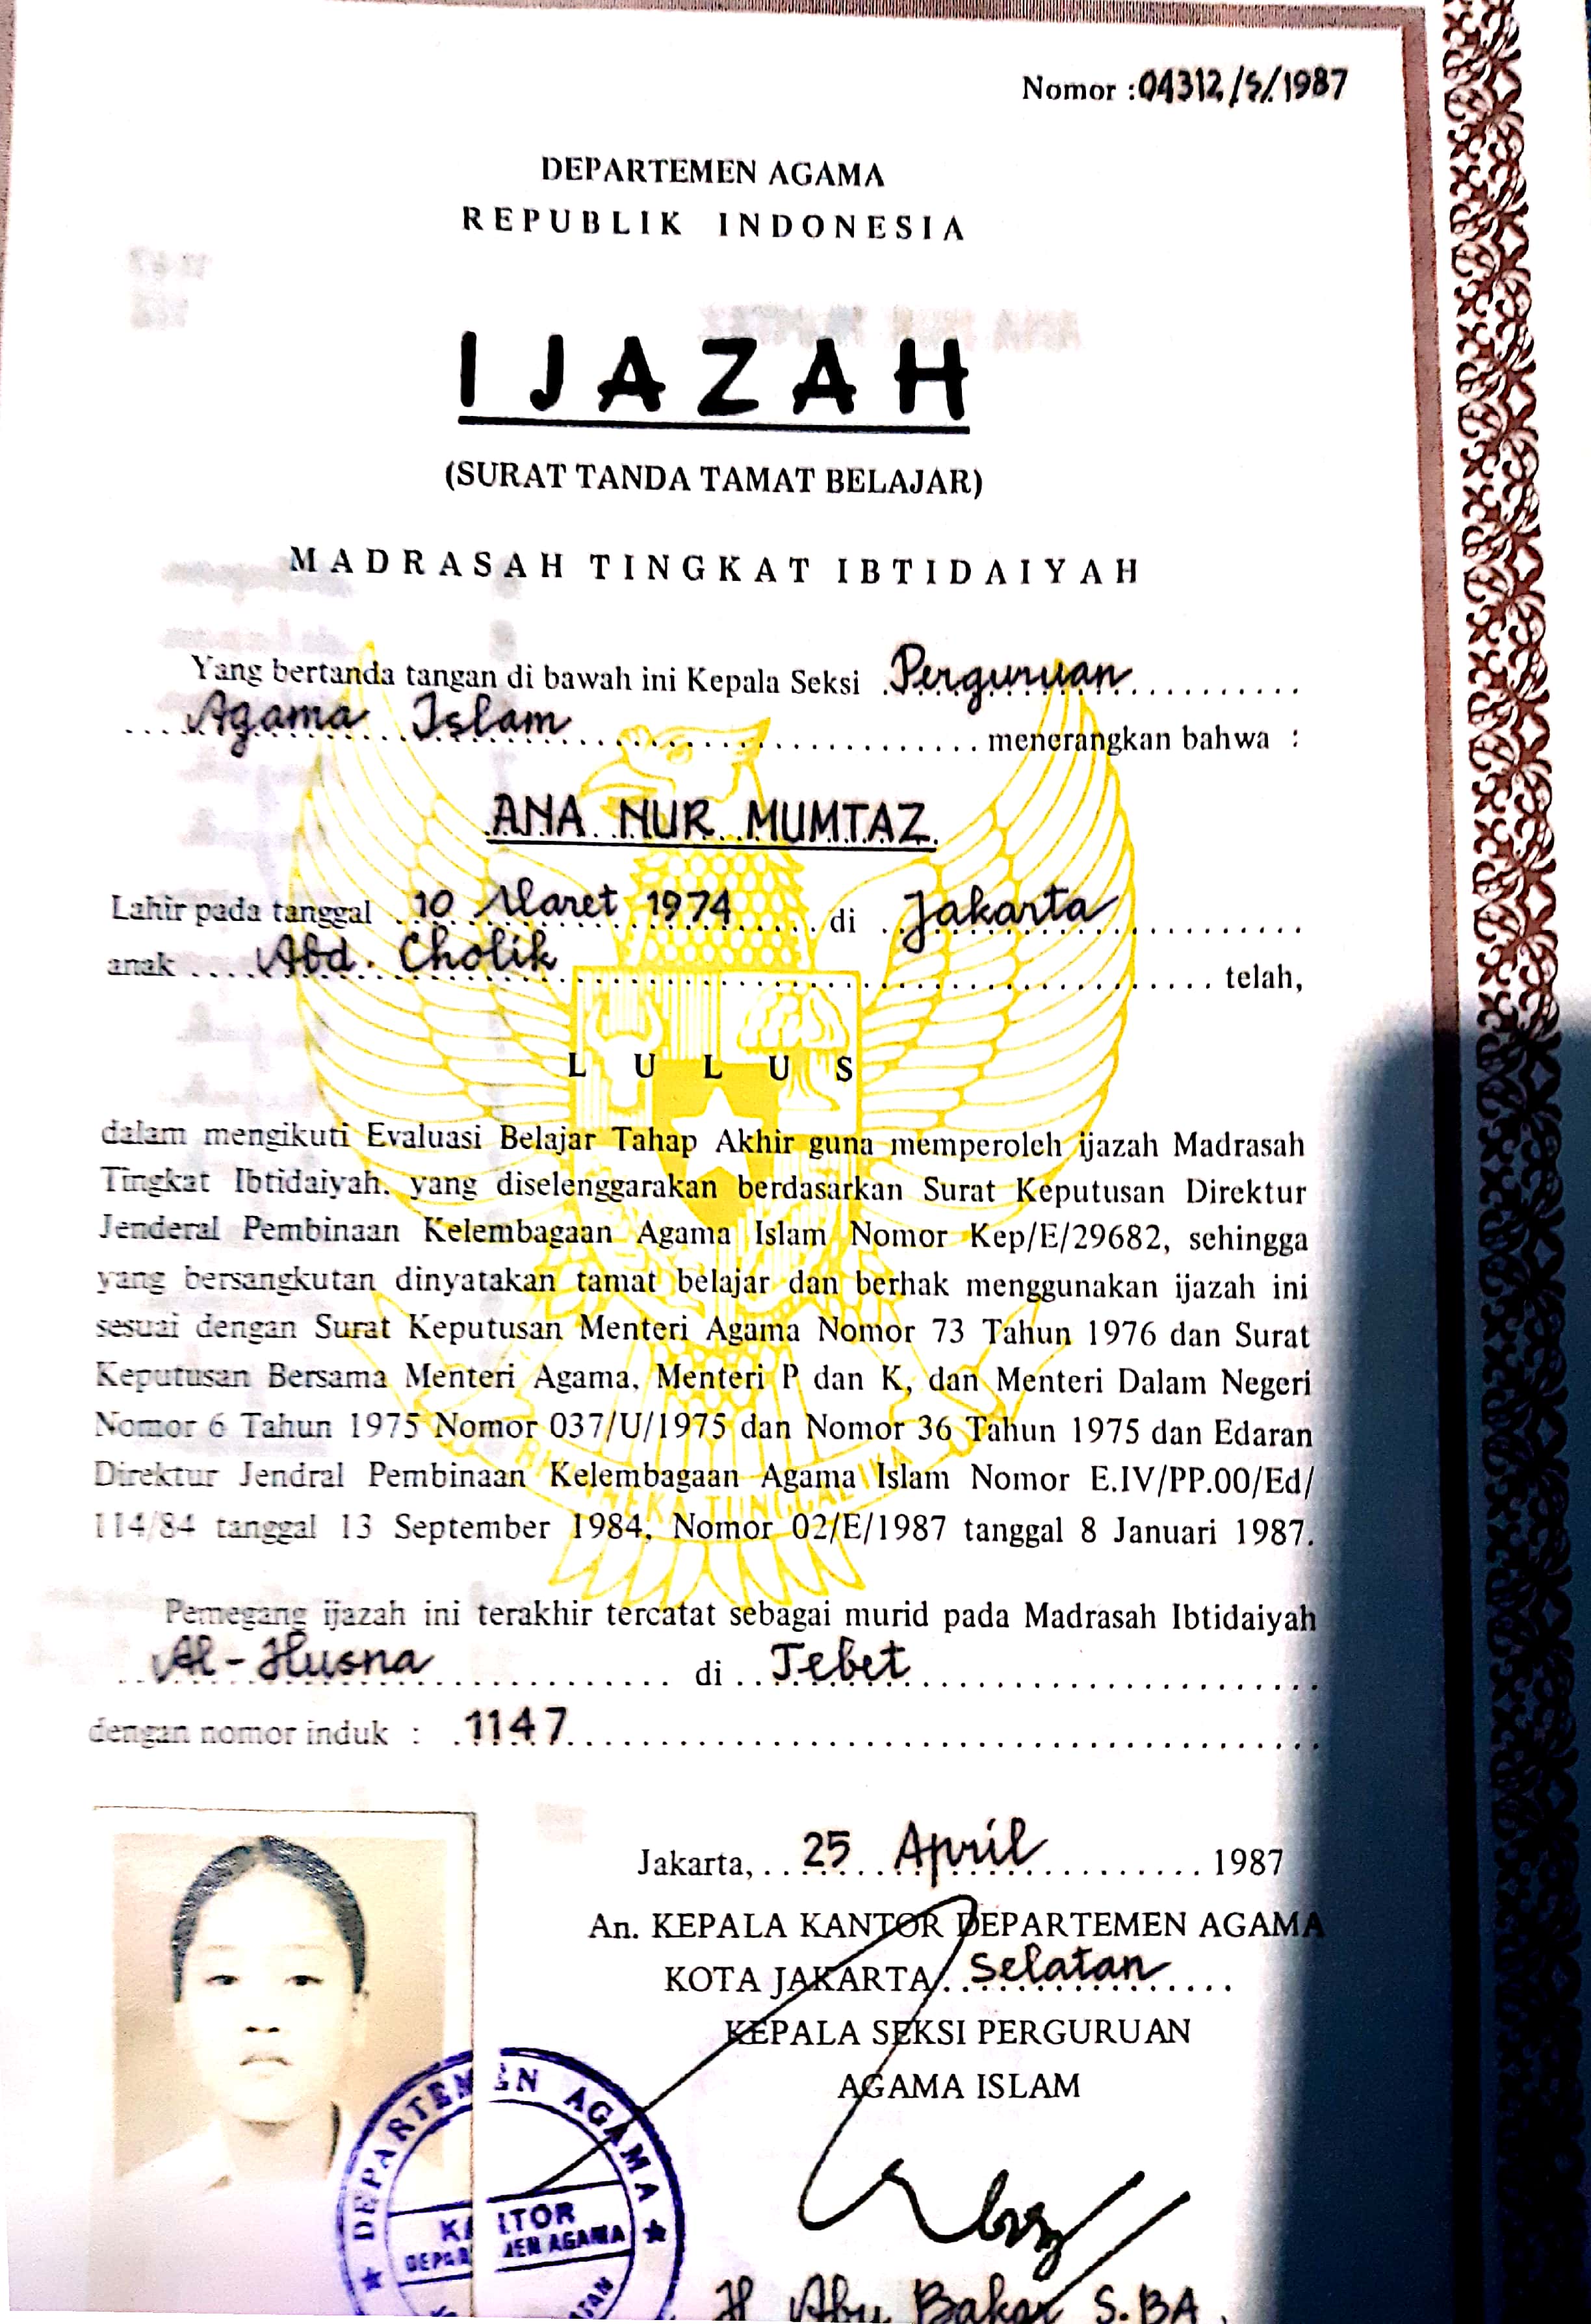 Nomor : 04312/S/1987
DEPARTEMEN AGAMA
REPUBLIK INDONESIA
IJAZAH
(SURAT TANDA TAMAT BELAJAR)
MADRASAH TINGKAT IBTIDAIYAH
Yang bertanda tangan di bawah ini Kepala Seksi Perguruan
Agama Islam menerangkan bahwa :
ANA NUR MUMTAZ
Lahir pada tanggal 10 Maret 1974 di Jakarta
anak Abd. Cholik telah,
LULUS
dalam mengikuti Evaluasi Belajar Tahap Akhir guna memperoleh ijazah Madrasah
Tingkat Ibtidaiyah, yang diselenggarakan berdasarkan Surat Keputusan Direktur
Jenderal Pembinaan Kelembagaan Agama Islam Nomor Kep/E/29682, sehingga
yang bersangkutan dinyatakan tamat belajar dan berhak menggunakan ijazah ini
sesuai dengan Surat Keputusan Menteri Agama Nomor 73 Tahun 1976 dan Surat
Keputusan Bersama Menteri Agama, Menteri P dan K, dan Menteri Dalam Negeri
Nomor 6 Tahun 1975 Nomor 037/U/1975 dan Nomor 36 Tahun 1975 dan Edaran
Direktur Jendral Pembinaan Kelembagaan Agama Islam Nomor E.IV/PP.00/Ed/
114/84 tanggal 13 September 1984, Nomor 02/E/1987 tanggal 8 Januari 1987.
Pemegang ijazah ini terakhir tercatat sebagai murid pada Madrasah Ibtidaiyah
Al-Husna di Tebet
dengan nomor induk : 1147
Jakarta, 25 April 1987
An. KEPALA KANTOR DEPARTEMEN AGAMA
KOTA JAKARTA Selatan
KEPALA SEKSI PERGURUAN
AGAMA ISLAM
DEPARTEMEN AGAMA
KANTOR
DEPARTEMEN AGAMA
H Abu Bakar S.BA